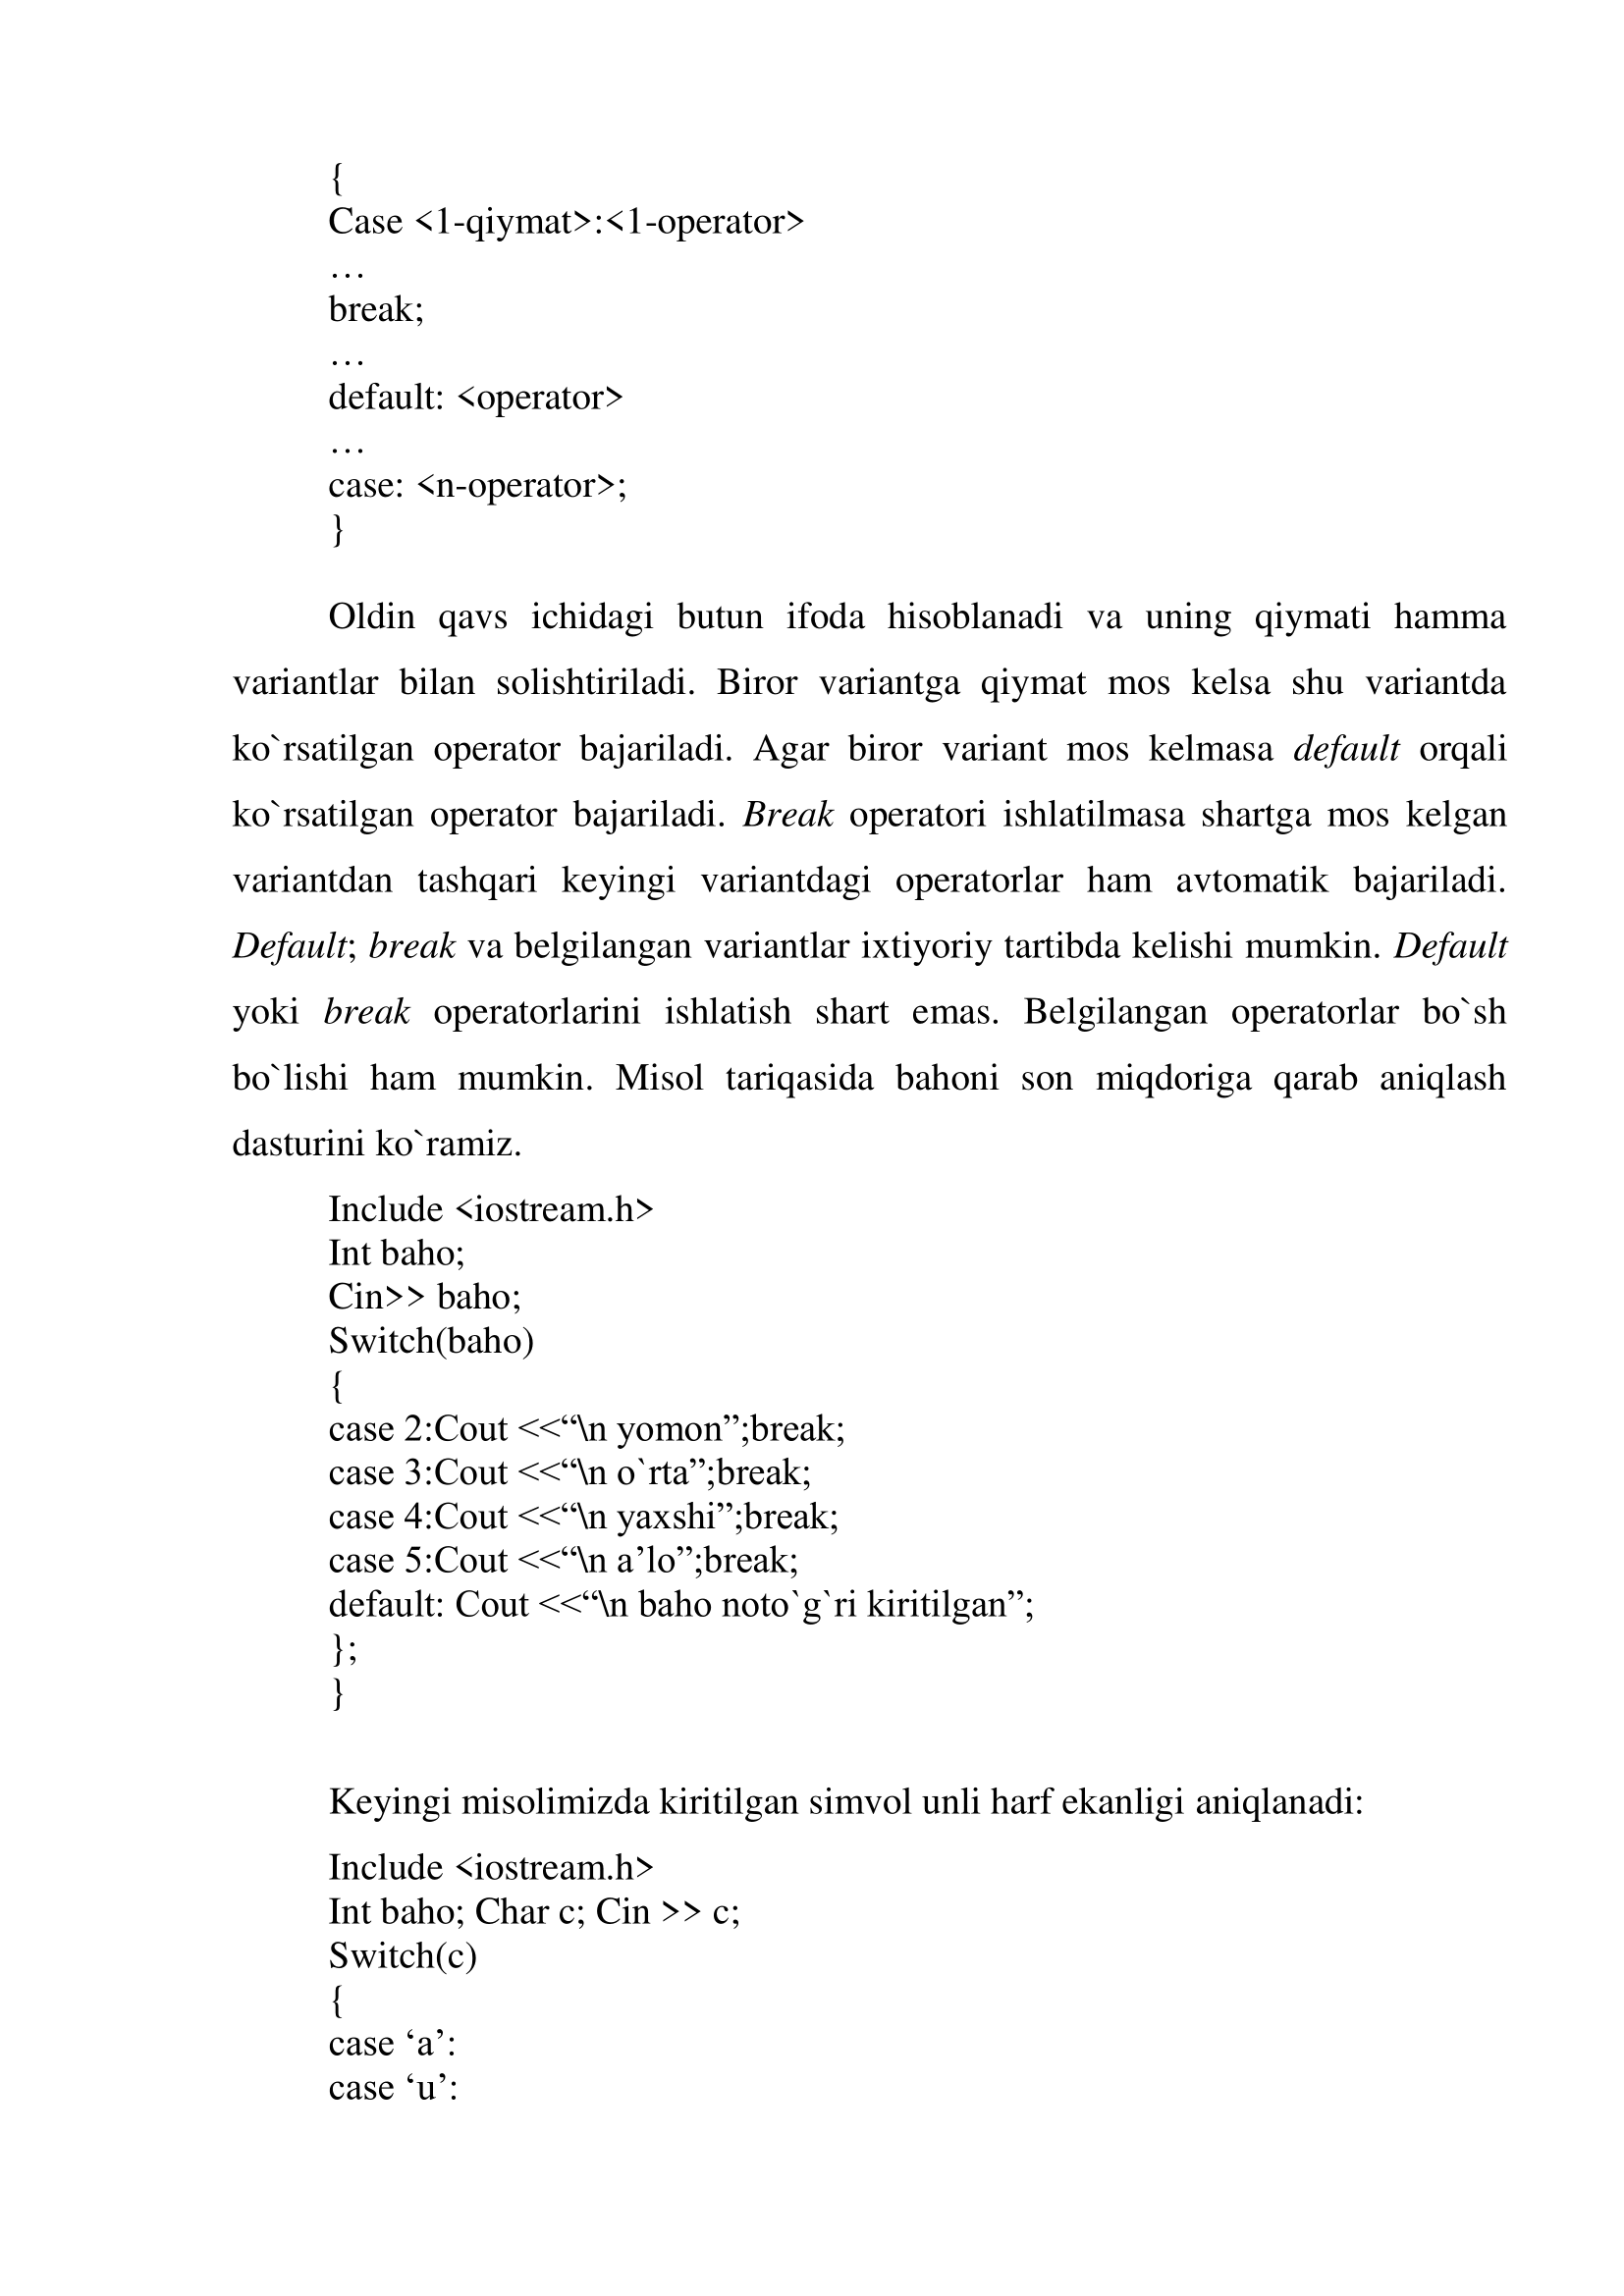 {
Case <1-qiymat>:<1-operator>
…
break;
…
default: <operator>
…
case: <n-operator>;
}
Oldin qavs ichidagi butun ifoda hisoblanadi va uning qiymati hamma
variantlar bilan solishtiriladi. Biror variantga qiymat mos kelsa shu variantda
ko`rsatilgan operator bajariladi. Agar biror variant mos kelmasa default orqali
ko`rsatilgan operator bajariladi. Break operatori ishlatilmasa shartga mos kelgan
variantdan tashqari keyingi variantdagi operatorlar ham avtomatik bajariladi.
Default; break va belgilangan variantlar ixtiyoriy tartibda kelishi mumkin. Default
yoki break operatorlarini ishlatish shart emas. Belgilangan operatorlar bo`sh
bo`lishi ham mumkin. Misol tariqasida bahoni son miqdoriga qarab aniqlash
dasturini ko`ramiz.
Include <iostream.h>
Int baho;
Cin>> baho;
Switch(baho)
{
case 2:Cout <<“\n yomon”;break;
case 3:Cout <<“\n o`rta”;break;
case 4:Cout <<“\n yaxshi”;break;
case 5:Cout <<“\n a’lo”;break;
default: Cout <<“\n baho noto`g`ri kiritilgan”;
};
}
Keyingi misolimizda kiritilgan simvol unli harf ekanligi aniqlanadi:
Include <iostream.h>
Int baho; Char c; Cin >> c;
Switch(c)
{
case ‘a’:
case ‘u’: